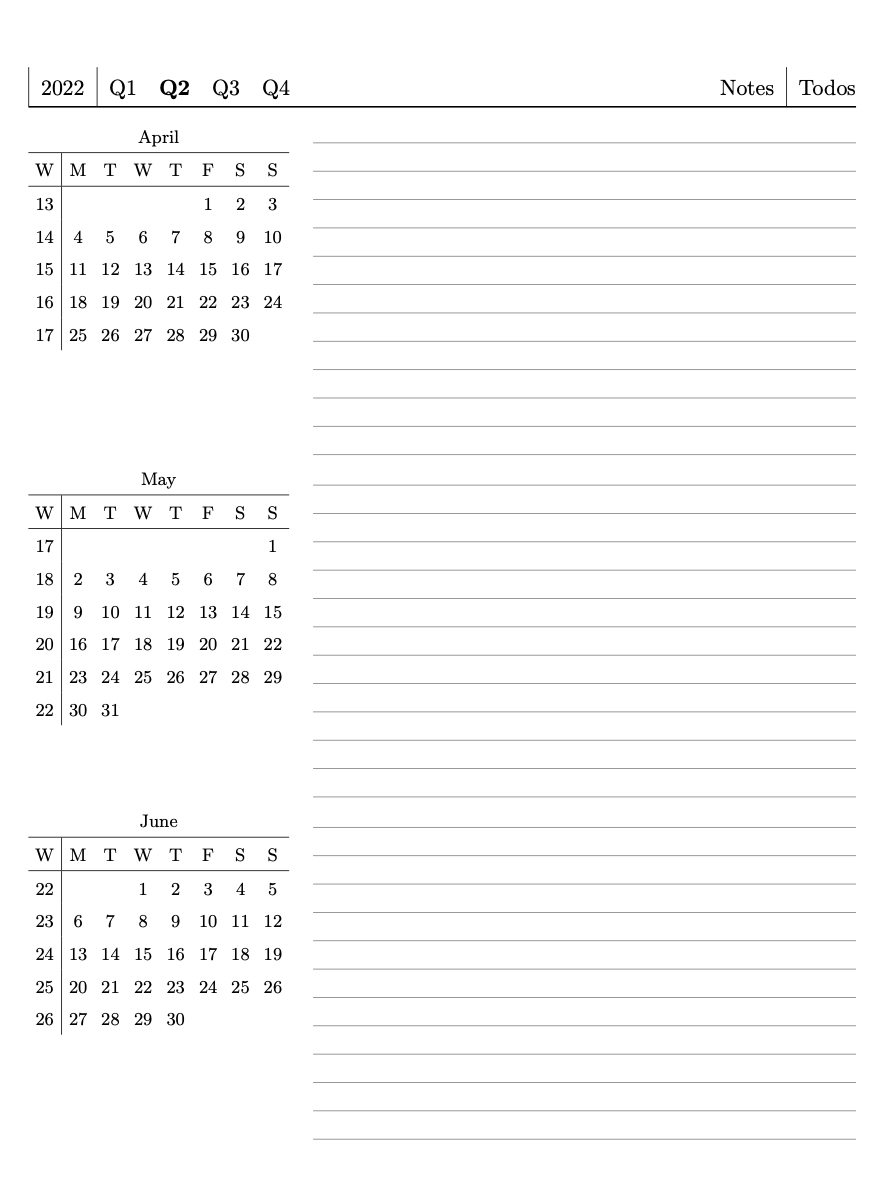 2022 Q1 Q2 Q3 Q4 Notes Todos
April
W M T W T F S S
13 1 2 3
14 4 5 6 7 8 9 10
15 11 12 13 14 15 16 17
16 18 19 20 21 22 23 24
17 25 26 27 28 29 30
May
W M T W T F S S
17 1
18 2 3 4 5 6 7 8
19 9 10 11 12 13 14 15
20 16 17 18 19 20 21 22
21 23 24 25 26 27 28 29
22 30 31
June
W M T W T F S S
22 1 2 3 4 5
23 6 7 8 9 10 11 12
24 13 14 15 16 17 18 19
25 20 21 22 23 24 25 26
26 27 28 29 30